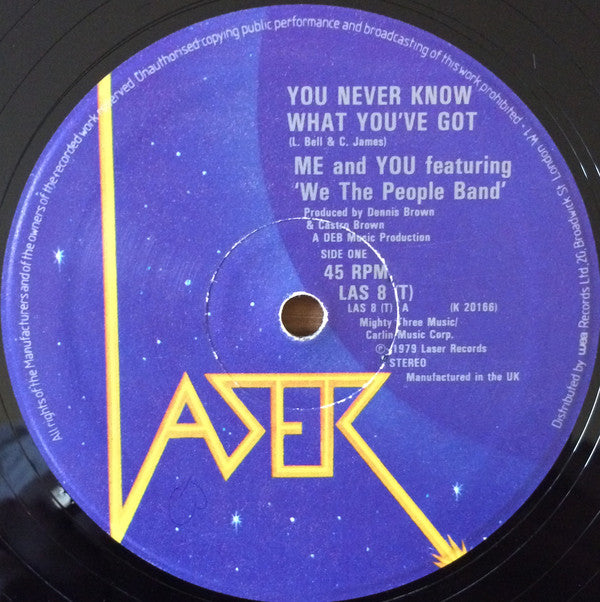 All rights of the Manufacturers and of the owners of the recorded work reserved. Unauthorised copying public performance and broadcasting of this work prohibited.
YOU NEVER KNOW
WHAT YOU'VE GOT
(L. Bell & C. James)
ME and YOU featuring
'We The People Band'
Produced by Dennis Brown
& Castro Brown
A DEB Music Production
SIDE ONE
45 RPM
LAS 8 (T)
LAS 8 (T) A (K 20166)
Mighty Three Music/
Carlin Music Corp.
℗ 1979 Laser Records
STEREO
Manufactured in the UK
Distributed by wea Records Ltd 20, Broadwick St. London W1.
LASER